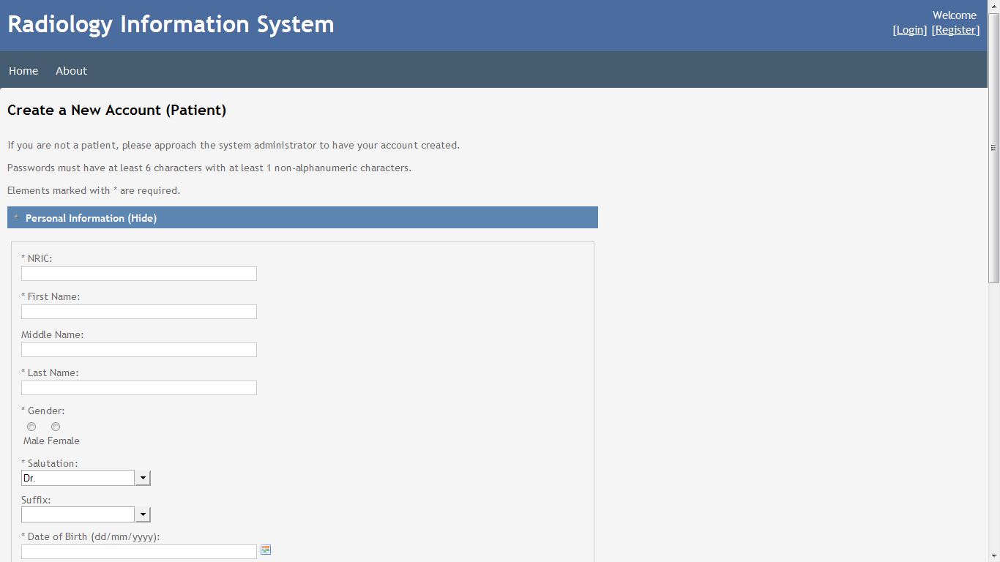 Radiology Information System
Welcome
[Login] [Register]
Home About
Create a New Account (Patient)
If you are not a patient, please approach the system administrator to have your account created.
Passwords must have at least 6 characters with at least 1 non-alphanumeric characters.
Elements marked with * are required.
Personal Information (Hide)
* NRIC:
* First Name:
Middle Name:
* Last Name:
* Gender:
Male Female
* Salutation:
Dr.
Suffix:
* Date of Birth (dd/mm/yyyy):